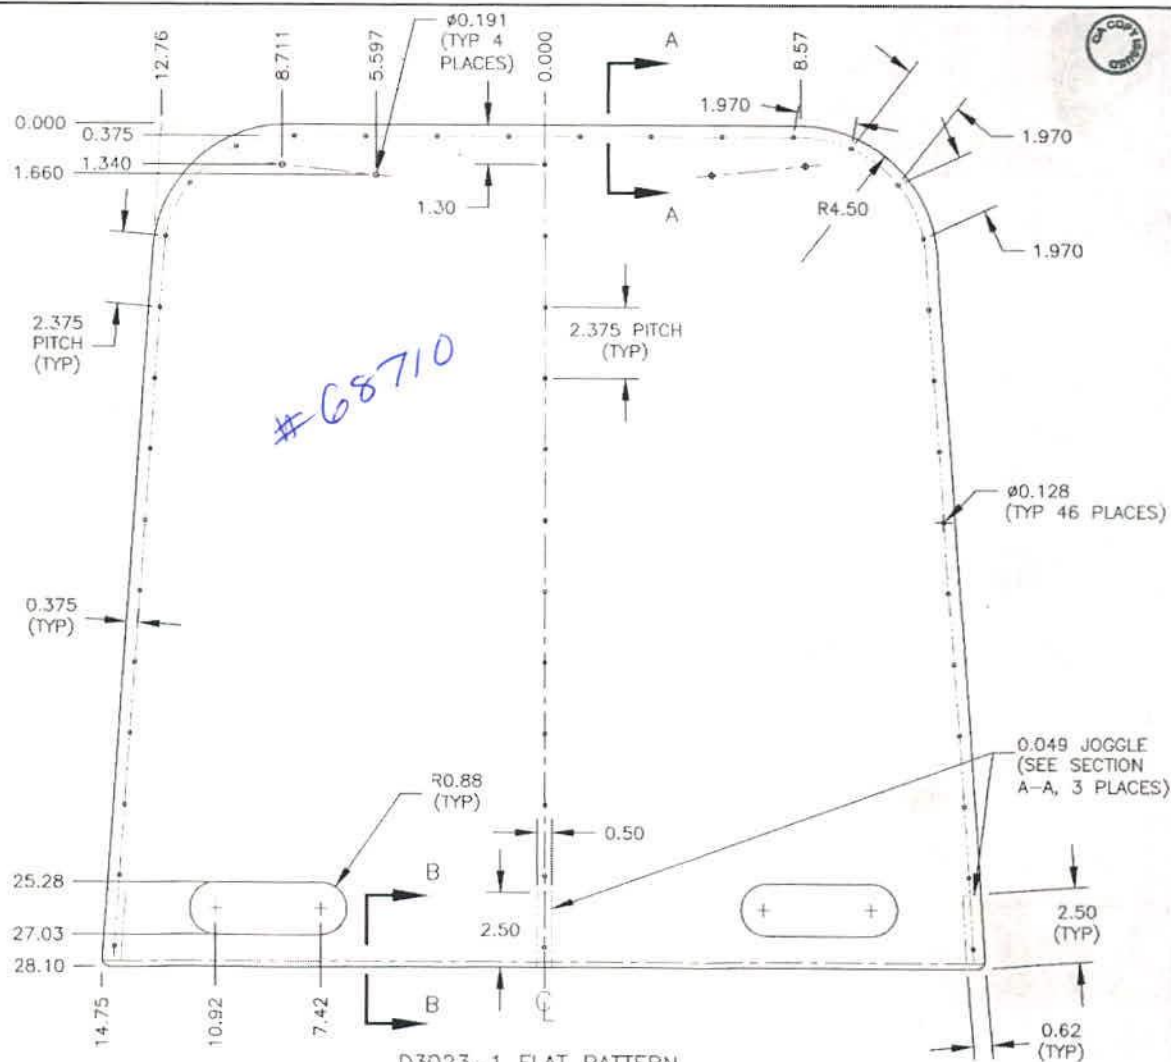 12.76
8.711
5.597
ø0.191
(TYP 4
PLACES)
0.000
A
8.57
QA COPY ISSUED
0.000
0.375
1.340
1.660
1.970
1.970
1.30
A
R4.50
1.970
2.375
PITCH
(TYP)
2.375 PITCH
(TYP)
#68710
ø0.128
(TYP 46 PLACES)
0.375
(TYP)
R0.88
(TYP)
0.049 JOGGLE
(SEE SECTION
A-A, 3 PLACES)
0.50
25.28
B
2.50
2.50
(TYP)
27.03
28.10
14.75
10.92
7.42
B
CL
0.62
(TYP)
D3023-1 FLAT PATTERN